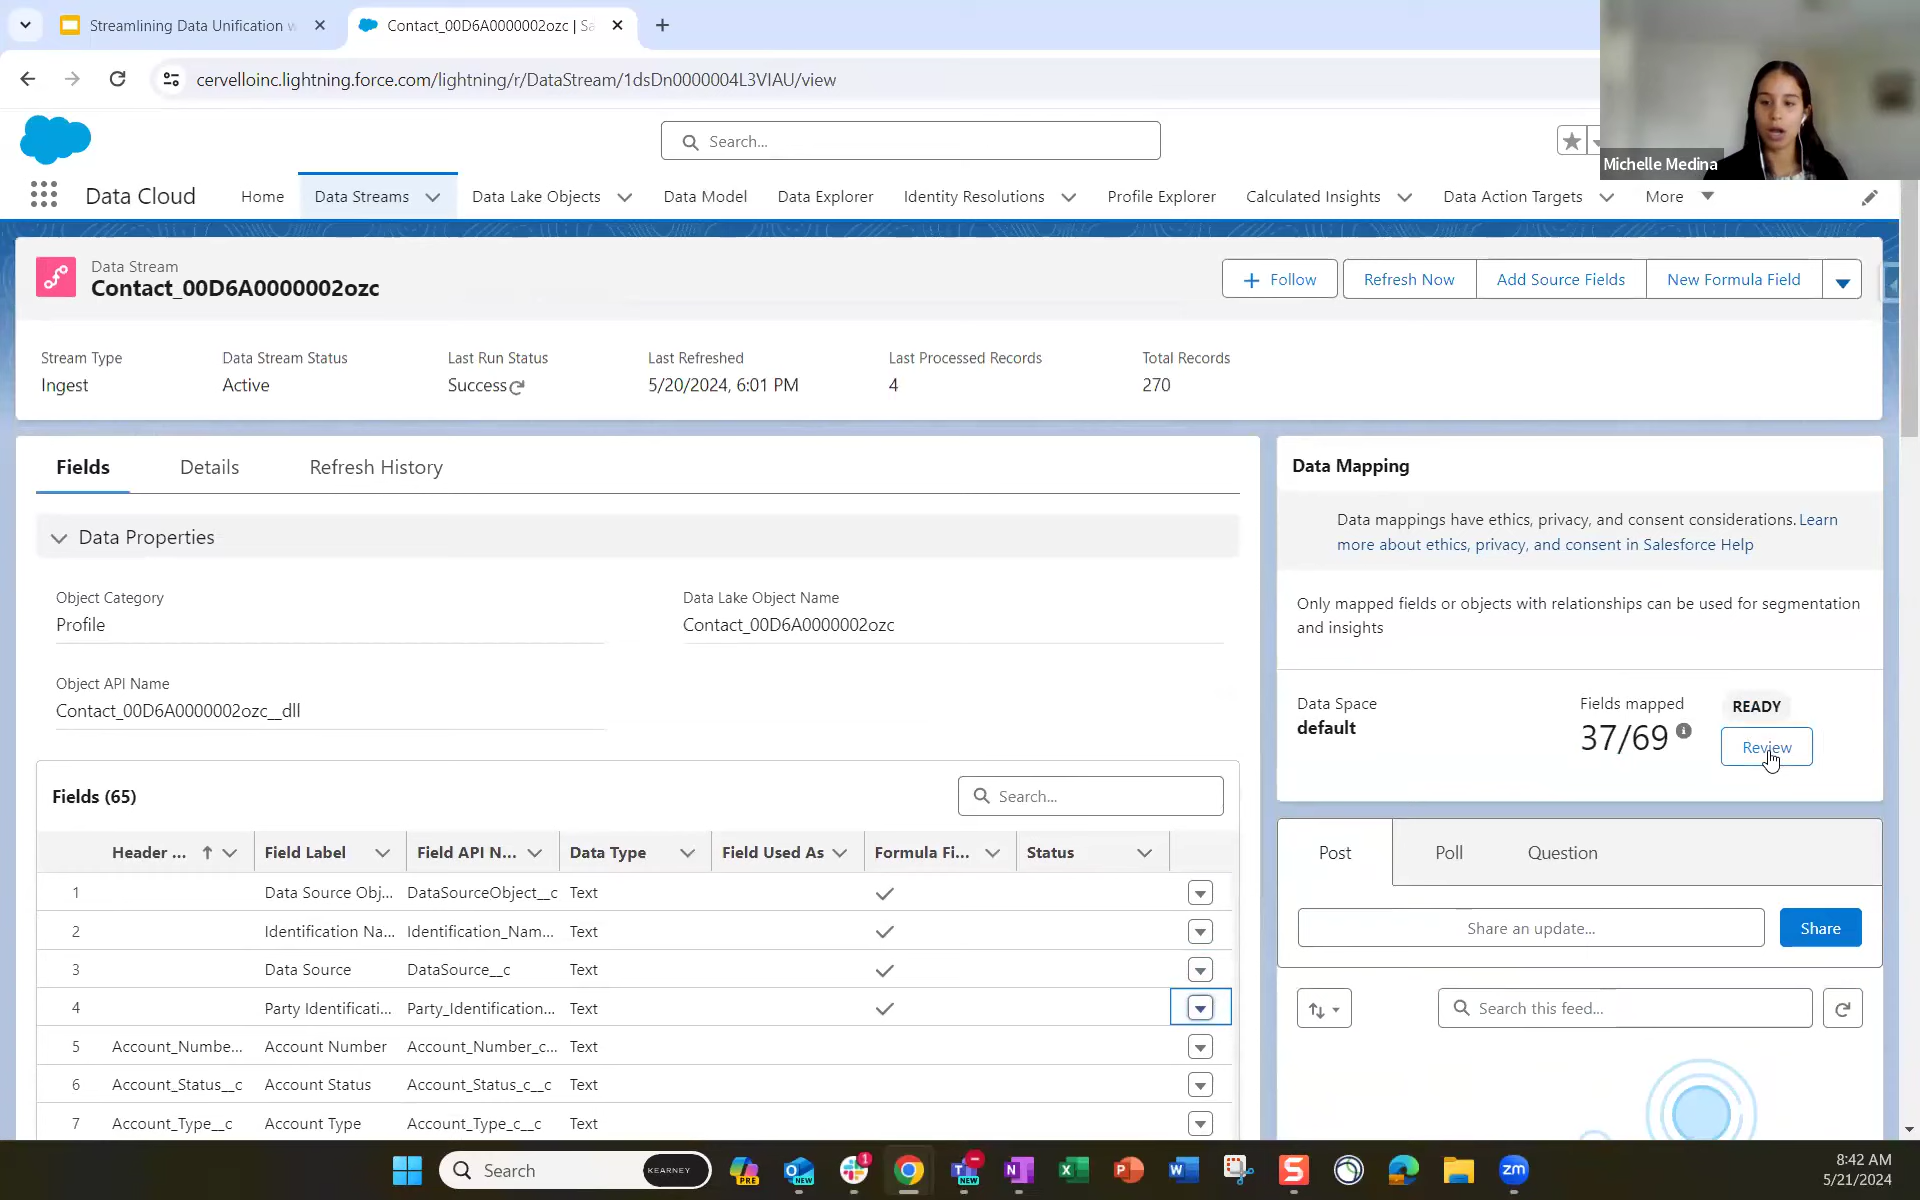 Streamlining Data Unification w
Contact_00D6A0000002ozc | Sa
cervelloinc.lightning.force.com/lightning/r/DataStream/1dsDn0000004L3VIAU/view
Michelle Medina
Search...
Data Cloud
Home
Data Streams
Data Lake Objects
Data Model
Data Explorer
Identity Resolutions
Profile Explorer
Calculated Insights
Data Action Targets
More
Data Stream
Contact_00D6A0000002ozc
Follow
Refresh Now
Add Source Fields
New Formula Field
Stream Type
Ingest
Data Stream Status
Active
Last Run Status
Success
Last Refreshed
5/20/2024, 6:01 PM
Last Processed Records
4
Total Records
270
Fields
Details
Refresh History
Data Properties
Object Category
Profile
Data Lake Object Name
Contact_00D6A0000002ozc
Object API Name
Contact_00D6A0000002ozc__dll
Fields (65)
Search...
Header ... Field Label Field API N... Data Type Field Used As Formula Fi... Status
1 Data Source Obj... DataSourceObject__c Text
2 Identification Na... Identification_Nam... Text
3 Data Source DataSource__c Text
4 Party Identificati... Party_Identification... Text
5 Account_Numbe... Account Number Account_Number_c... Text
6 Account_Status__c Account Status Account_Status_c__c Text
7 Account_Type__c Account Type Account_Type_c__c Text
Data Mapping
Data mappings have ethics, privacy, and consent considerations. Learn
more about ethics, privacy, and consent in Salesforce Help
Only mapped fields or objects with relationships can be used for segmentation
and insights
Data Space
default
Fields mapped
37/69
READY
Review
Post
Poll
Question
Share an update...
Share
Search this feed...
Search
KEARNEY
PRE
NEW
1
NEW
zm
8:42 AM
5/21/2024